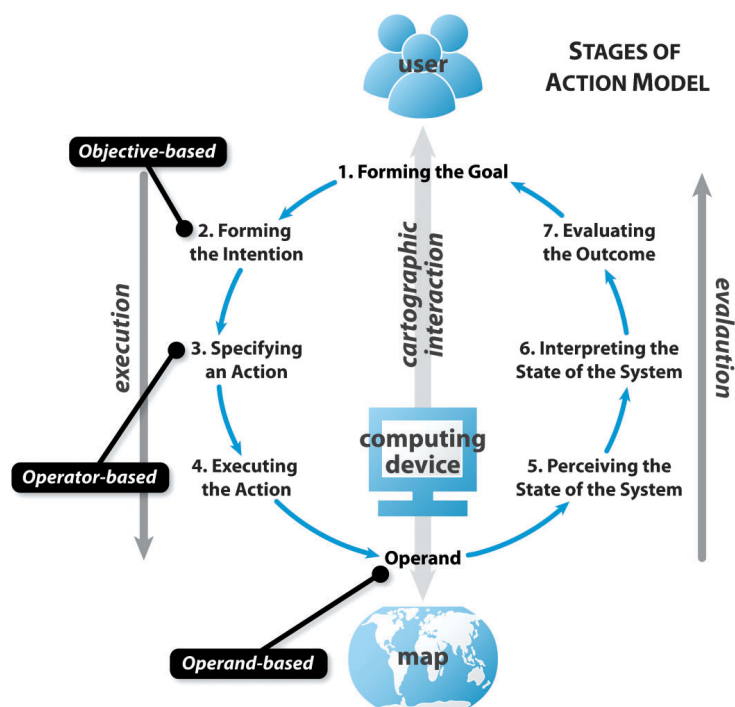 user
STAGES OF
ACTION MODEL
Objective-based
1. Forming the Goal
2. Forming
the Intention
7. Evaluating
the Outcome
execution
cartographic
interaction
evalaution
3. Specifying
an Action
6. Interpreting the
State of the System
computing
device
Operator-based
4. Executing
the Action
5. Perceiving the
State of the System
Operand
Operand-based
map